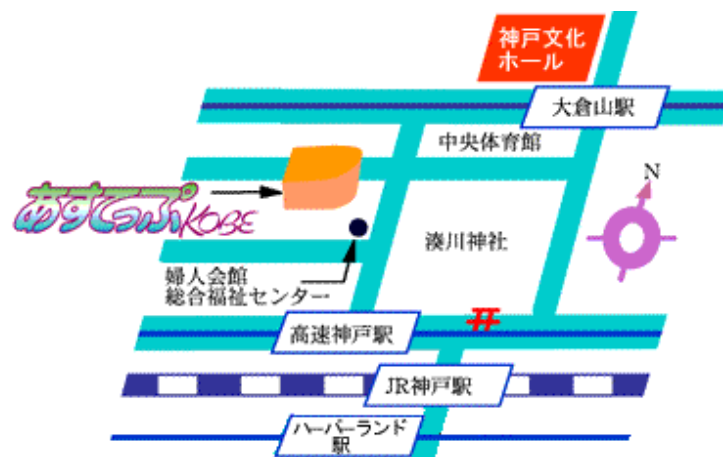 神戸文化
ホール
大倉山駅
中央体育館
N
あすてっぷKOBE
湊川神社
婦人会館
総合福祉センター
高速神戸駅
JR神戸駅
ハーバーランド
駅